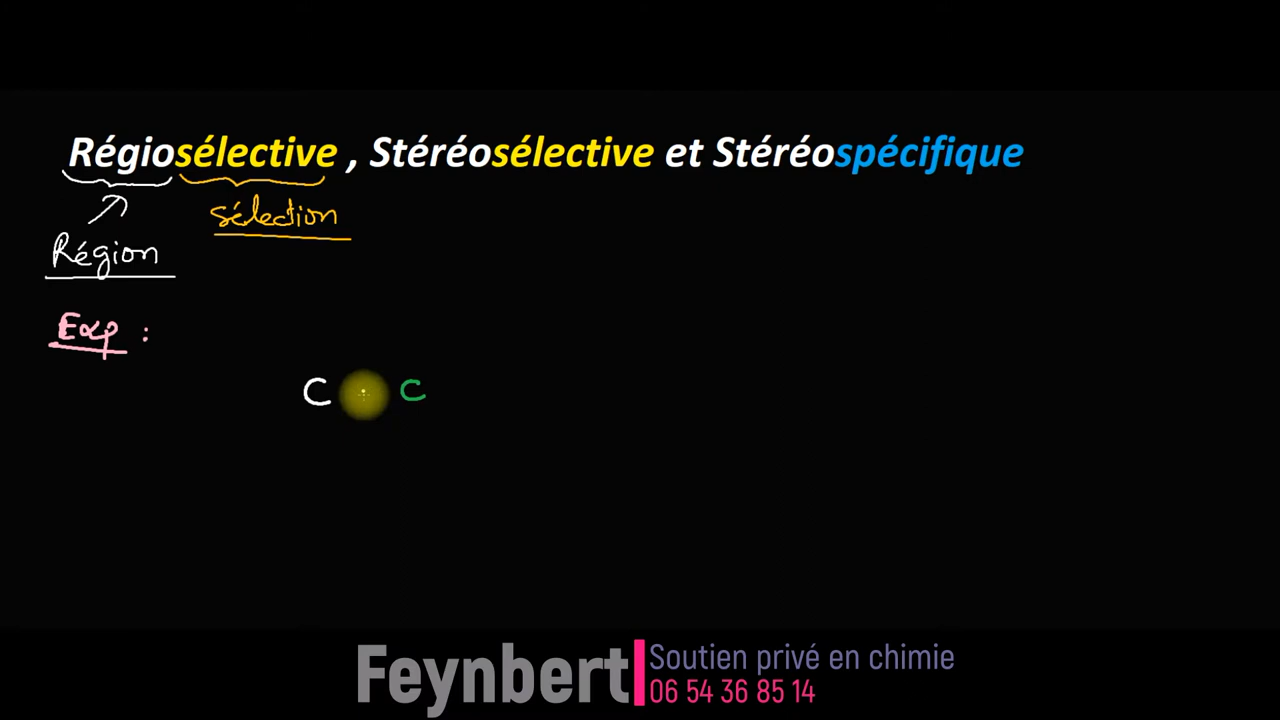 Régiosélective , Stéréosélective et Stéréospécifique
sélection
Région
Exp :
C C
Feynbert
Soutien privé en chimie
06 54 36 85 14